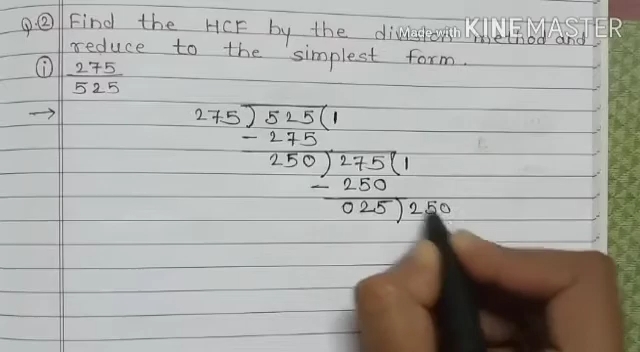 Q.② Find the HCF by the division method and
reduce to the simplest form.
Made with KINEMASTER
i 275
525
→ 275 ) 525 ( 1
- 275
250 ) 275 ( 1
- 250
025 ) 250